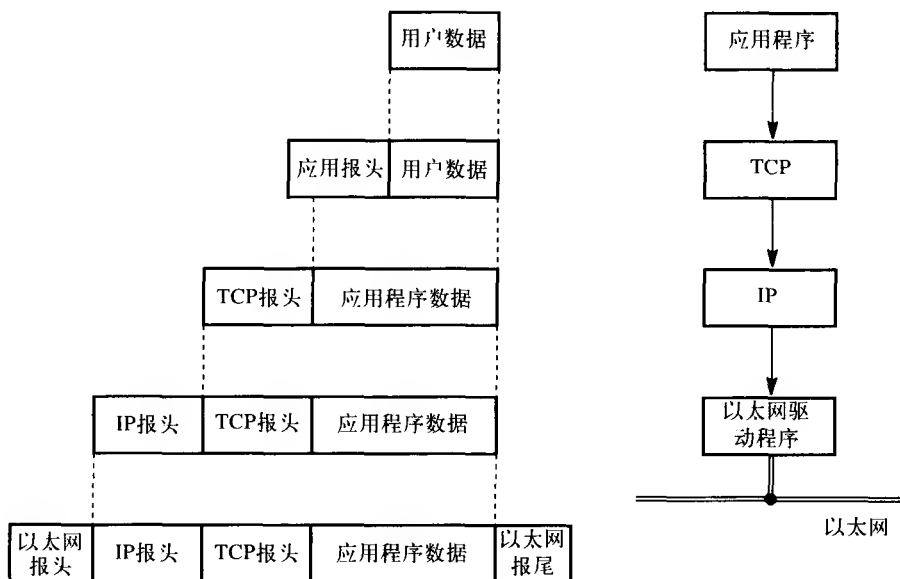 用户数据
应用程序
应用报头 用户数据
TCP
TCP报头 应用程序数据
IP
IP报头 TCP报头 应用程序数据
以太网驱
动程序
以太网
以太网
报头
IP报头 TCP报头 应用程序数据
以太网
报尾